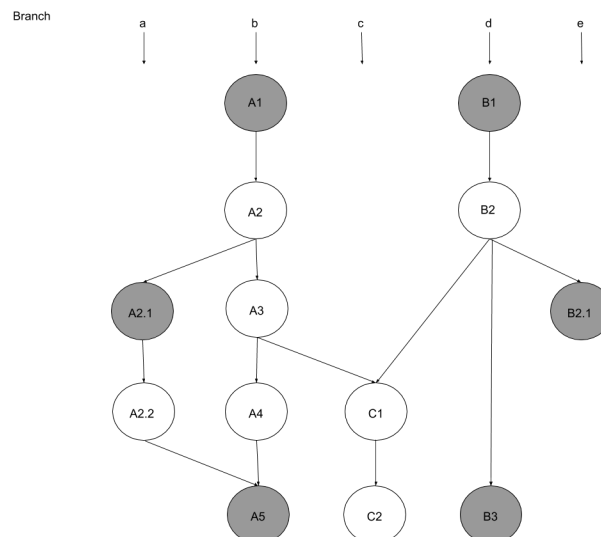 Branch
a b c d e
A1 B1
A2 B2
A2.1 A3 B2.1
A2.2 A4 C1
A5 C2 B3